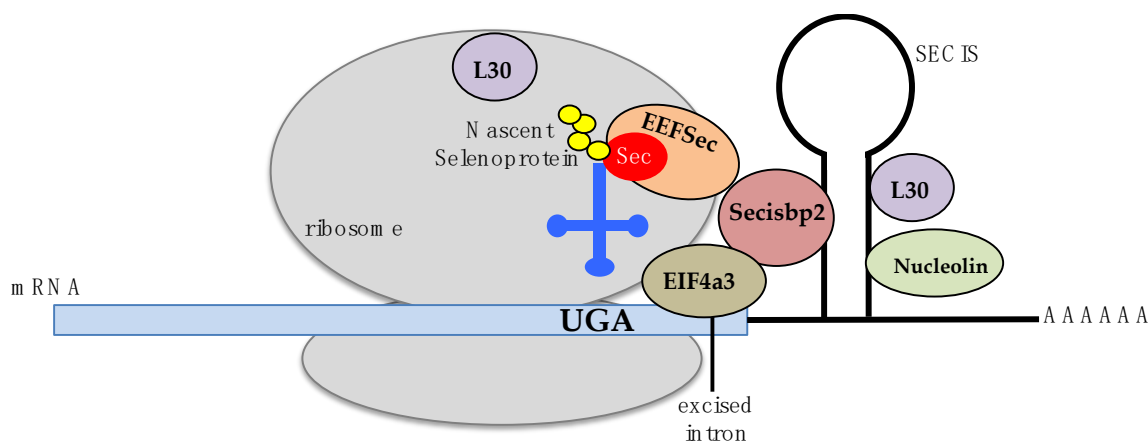 SECIS
L30
EEFSec
Nascent
Selenoprotein
Sec
L30
Secisbp2
ribosome
Nucleolin
EIF4a3
mRNA
UGA
AAAAAA
excised
intron